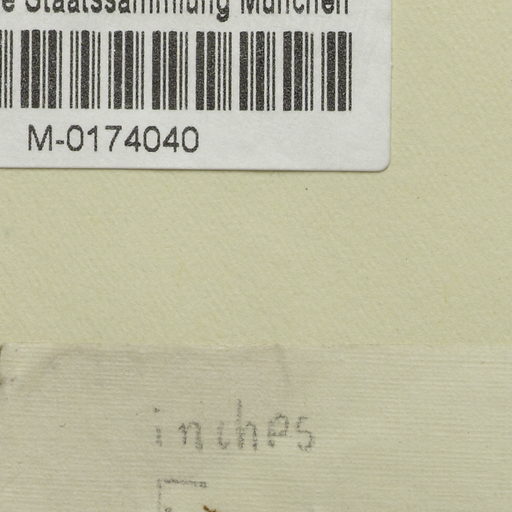 e Staatssammlung München
M-0174040
inches